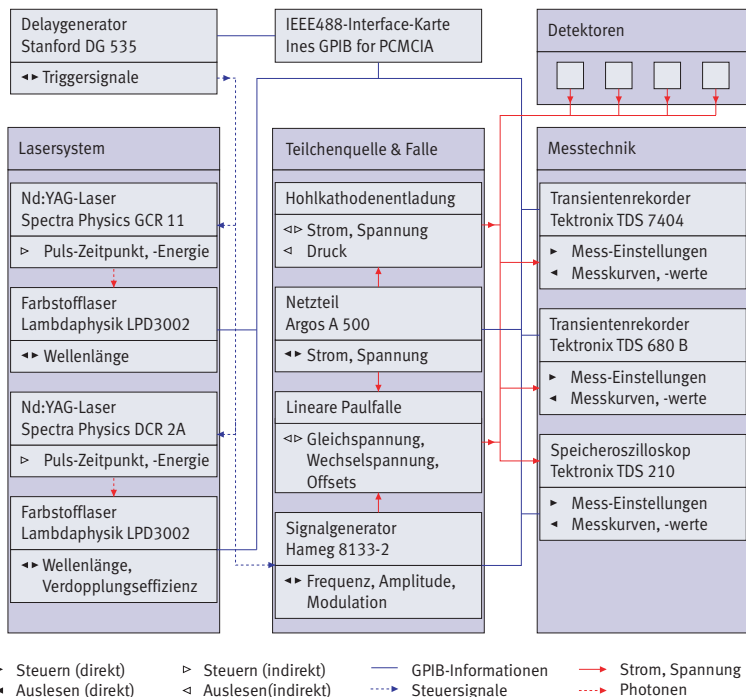 Delaygenerator
Stanford DG 535
◄► Triggersignale
IEEE488-Interface-Karte
Ines GPIB for PCMCIA
Detektoren
Lasersystem
Nd:YAG-Laser
Spectra Physics GCR 11
▷ Puls-Zeitpunkt, -Energie
Farbstofflaser
Lambdaphysik LPD3002
◄► Wellenlänge
Nd:YAG-Laser
Spectra Physics DCR 2A
▷ Puls-Zeitpunkt, -Energie
Farbstofflaser
Lambdaphysik LPD3002
◄► Wellenlänge,
Verdopplungseffizienz
Teilchenquelle & Falle
Hohlkathodenentladung
◁▷ Strom, Spannung
◁ Druck
Netzteil
Argos A 500
◄► Strom, Spannung
Lineare Paulfalle
◁▷ Gleichspannung,
Wechselspannung,
Offsets
Signalgenerator
Hameg 8133-2
◄► Frequenz, Amplitude,
Modulation
Messtechnik
Transientenrekorder
Tektronix TDS 7404
► Mess-Einstellungen
◄ Messkurven, -werte
Transientenrekorder
Tektronix TDS 680 B
► Mess-Einstellungen
◄ Messkurven, -werte
Speicheroszilloskop
Tektronix TDS 210
► Mess-Einstellungen
◄ Messkurven, -werte
► Steuern (direkt)
◄ Auslesen (direkt)
▷ Steuern (indirekt)
◁ Auslesen(indirekt)
GPIB-Informationen
Steuersignale
Strom, Spannung
Photonen